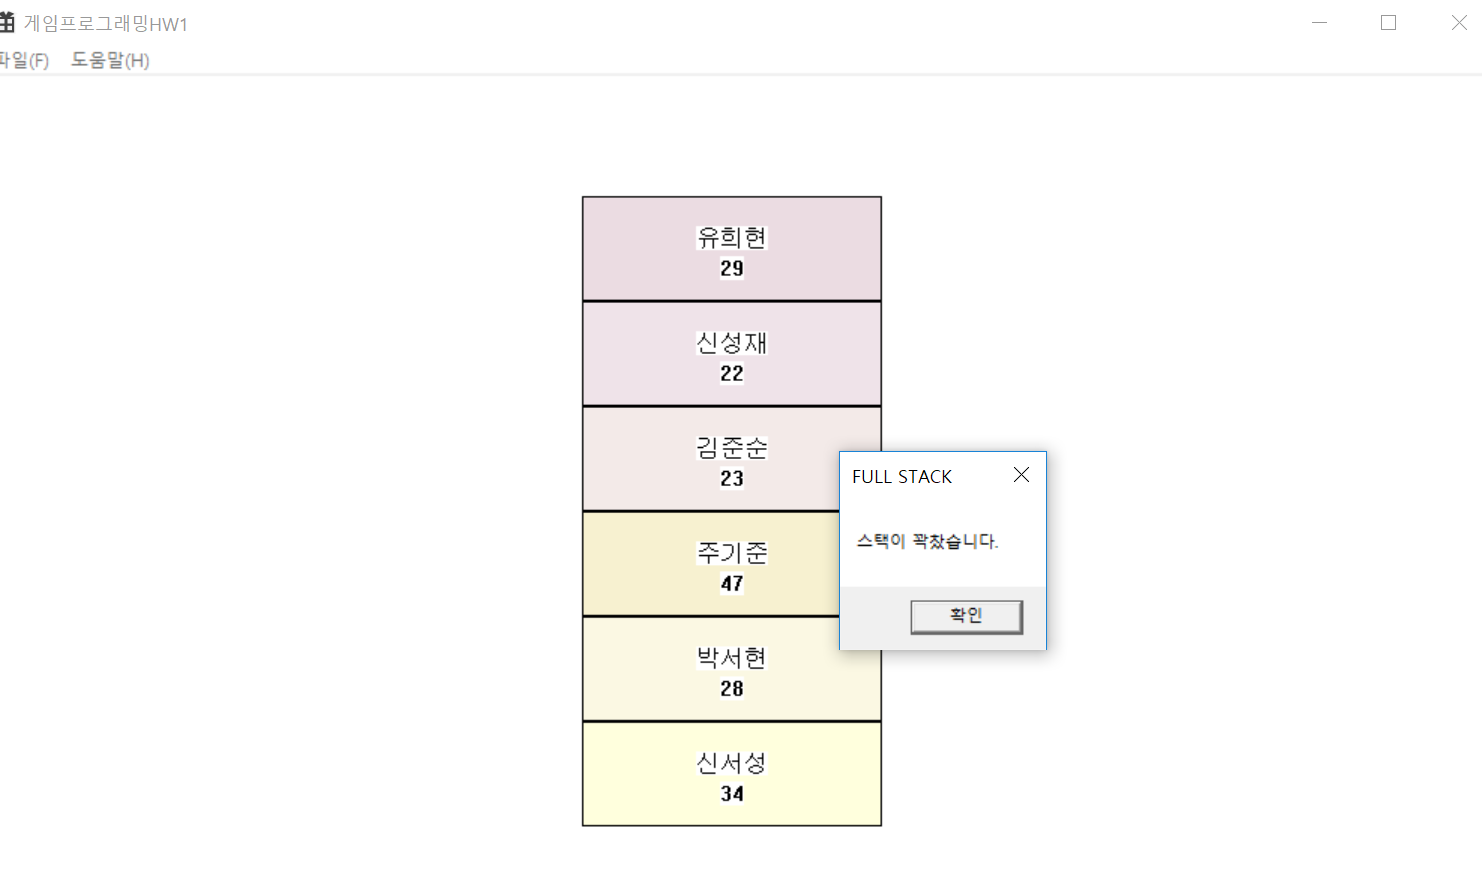 게임프로그래밍HW1
파일(F) 도움말(H)
유희현
29
신성재
22
김준순
23
주기준
47
박서현
28
신서성
34
FULL STACK
스택이 꽉찼습니다.
확인